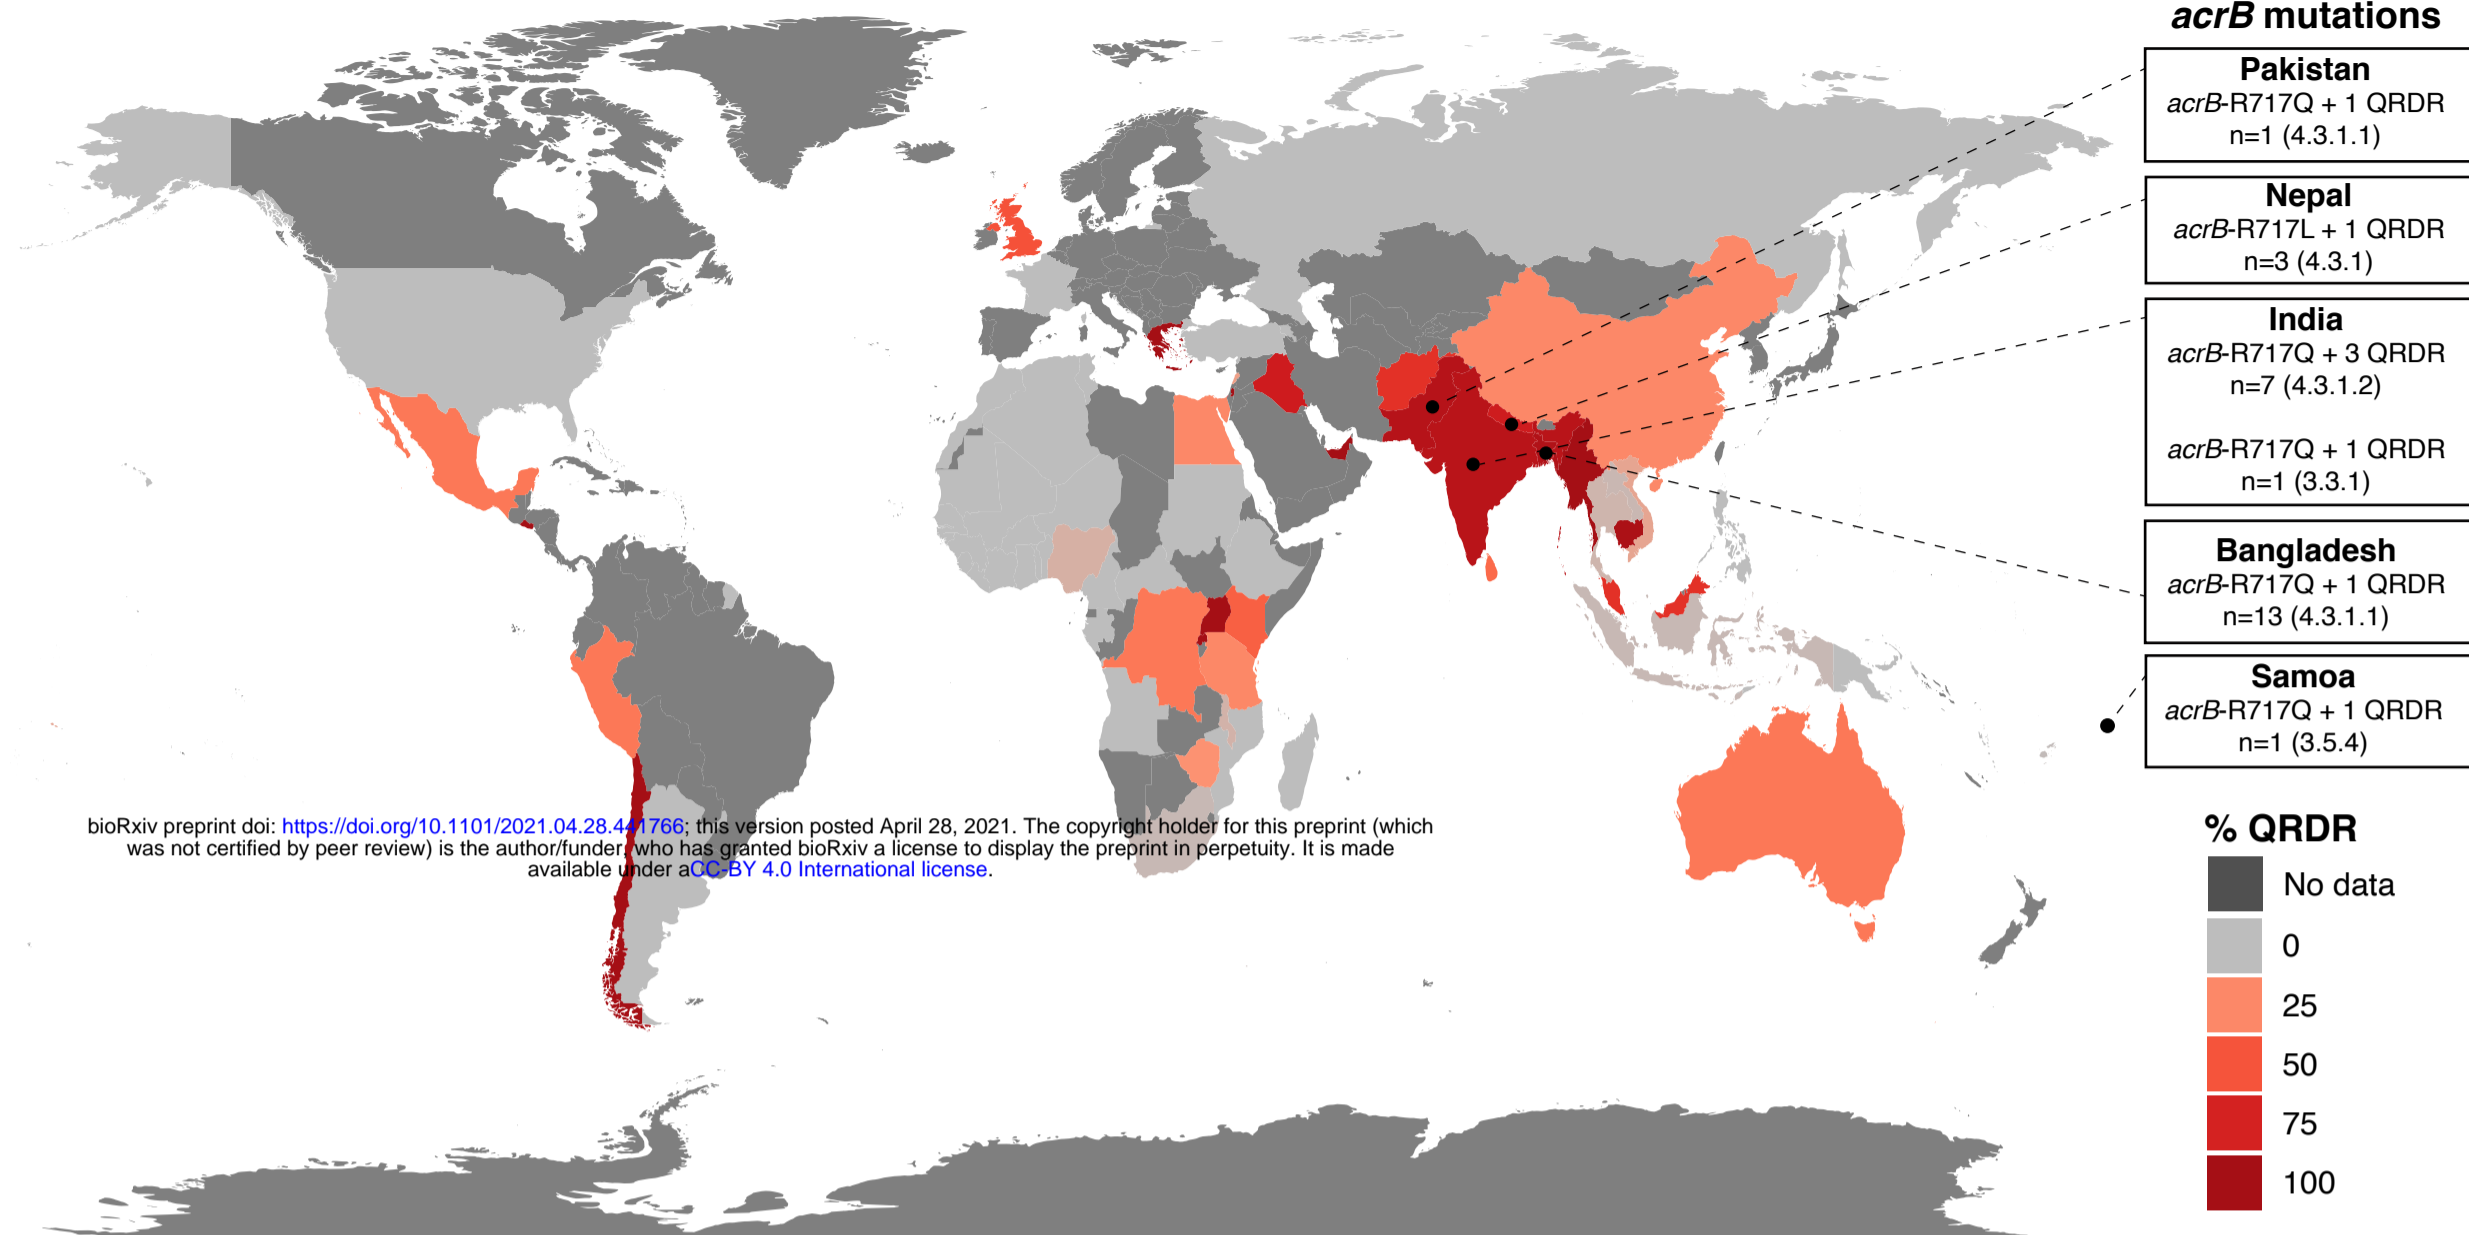 acrB mutations
Pakistan
acrB-R717Q + 1 QRDR
n=1 (4.3.1.1)
Nepal
acrB-R717L + 1 QRDR
n=3 (4.3.1)
India
acrB-R717Q + 3 QRDR
n=7 (4.3.1.2)
acrB-R717Q + 1 QRDR
n=1 (3.3.1)
Bangladesh
acrB-R717Q + 1 QRDR
n=13 (4.3.1.1)
Samoa
acrB-R717Q + 1 QRDR
n=1 (3.5.4)
bioRxiv preprint doi: https://doi.org/10.1101/2021.04.28.441766; this version posted April 28, 2021. The copyright holder for this preprint (which
was not certified by peer review) is the author/funder, who has granted bioRxiv a license to display the preprint in perpetuity. It is made
available under aCC-BY 4.0 International license.
% QRDR
No data
0
25
50
75
100